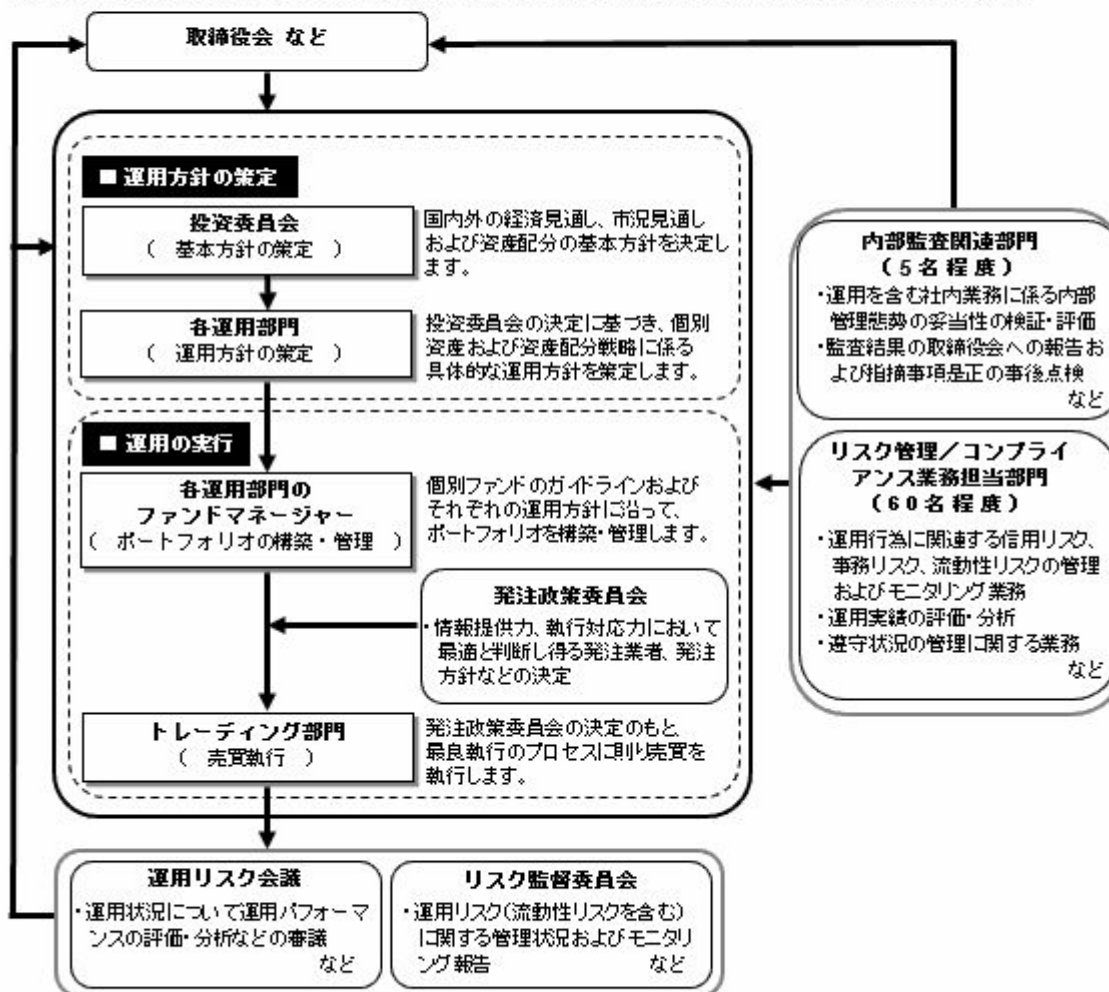 取締役会 など
■ 運用方針の策定
投資委員会
( 基本方針の策定 )
国内外の経済見通し、市況見通し
および資産配分の基本方針を決定し
ます。
各運用部門
( 運用方針の策定 )
投資委員会の決定に基づき、個別
資産および資産配分戦略に係る
具体的な運用方針を策定します。
■ 運用の実行
各運用部門の
ファンドマネージャー
( ポートフォリオの構築・管理 )
個別ファンドのガイドラインおよび
それぞれの運用方針に沿って、
ポートフォリオを構築・管理します。
発注政策委員会
・情報提供力、執行対応力において
最適と判断し得る発注業者、発注
方針などの決定
トレーディング部門
( 売買執行 )
発注政策委員会の決定のもと、
最良執行のプロセスに則り売買を
執行します。
内部監査関連部門
(5名程度)
・運用を含む社内業務に係る内部
管理態勢の妥当性の検証・評価
・監査結果の取締役会への報告お
よび指摘事項是正の事後点検
など
リスク管理/コンプライ
アンス業務担当部門
(60名程度)
・運用行為に関連する信用リスク、
事務リスク、流動性リスクの管理
およびモニタリング業務
・運用実績の評価・分析
・遵守状況の管理に関する業務
など
運用リスク会議
・運用状況について運用パフォーマ
ンスの評価・分析などの審議
など
リスク監督委員会
・運用リスク(流動性リスクを含む)
に関する管理状況およびモニタリ
ング報告 など